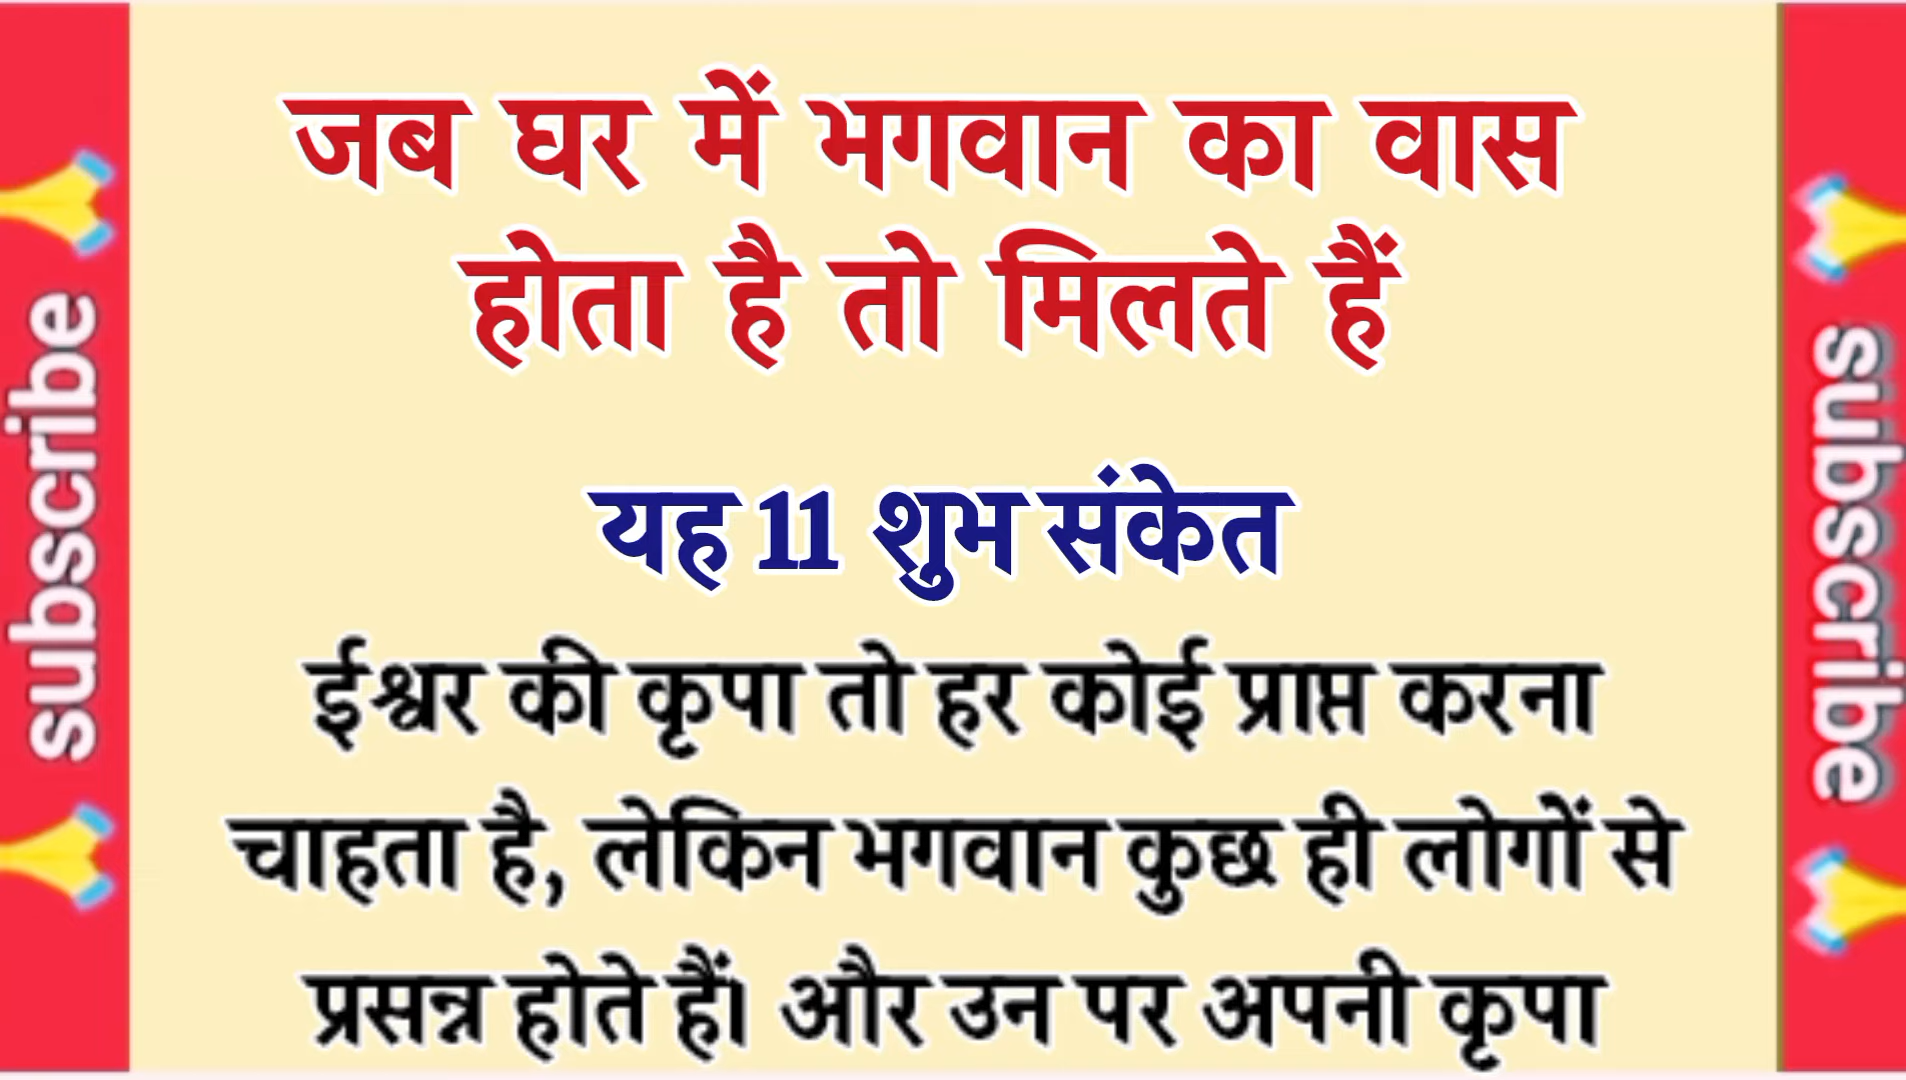 जब घर में भगवान का वास
होता है तो मिलते हैं
यह 11 शुभ संकेत
ईश्वर की कृपा तो हर कोई प्राप्त करना
चाहता है, लेकिन भगवान कुछ ही लोगों से
प्रसन्न होते हैं। और उन पर अपनी कृपा
subscribe
subscribe